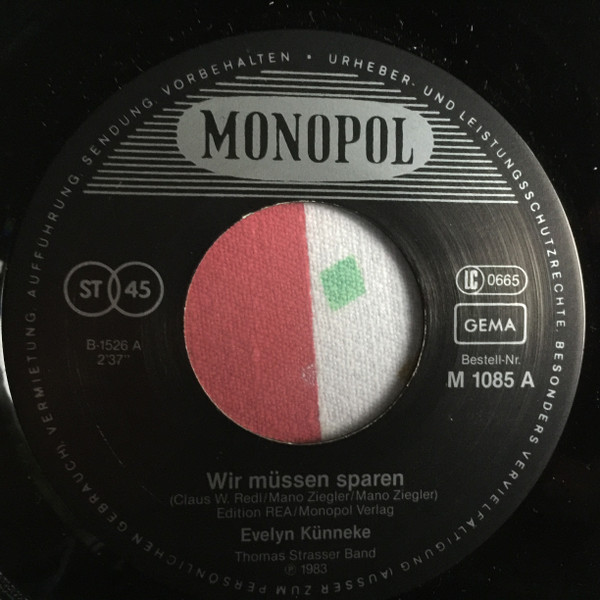 URHEBER- UND LEISTUNGSSCHUTZRECHTE, BESONDERS VERVIELFÄLTIGUNG (AUSSER ZUM PERSÖNLICHEN GEBRAUCH), VERMIETUNG, AUFFÜHRUNG, SENDUNG VORBEHALTEN •
MONOPOL
ST 45
B-1526 A
2'37"
LC 0665
GEMA
Bestell-Nr.
M 1085 A
Wir müssen sparen
(Claus W. Redl/Mano Ziegler/Mano Ziegler)
Edition REA/Monopol Verlag
Evelyn Künneke
Thomas Strasser Band
℗ 1983